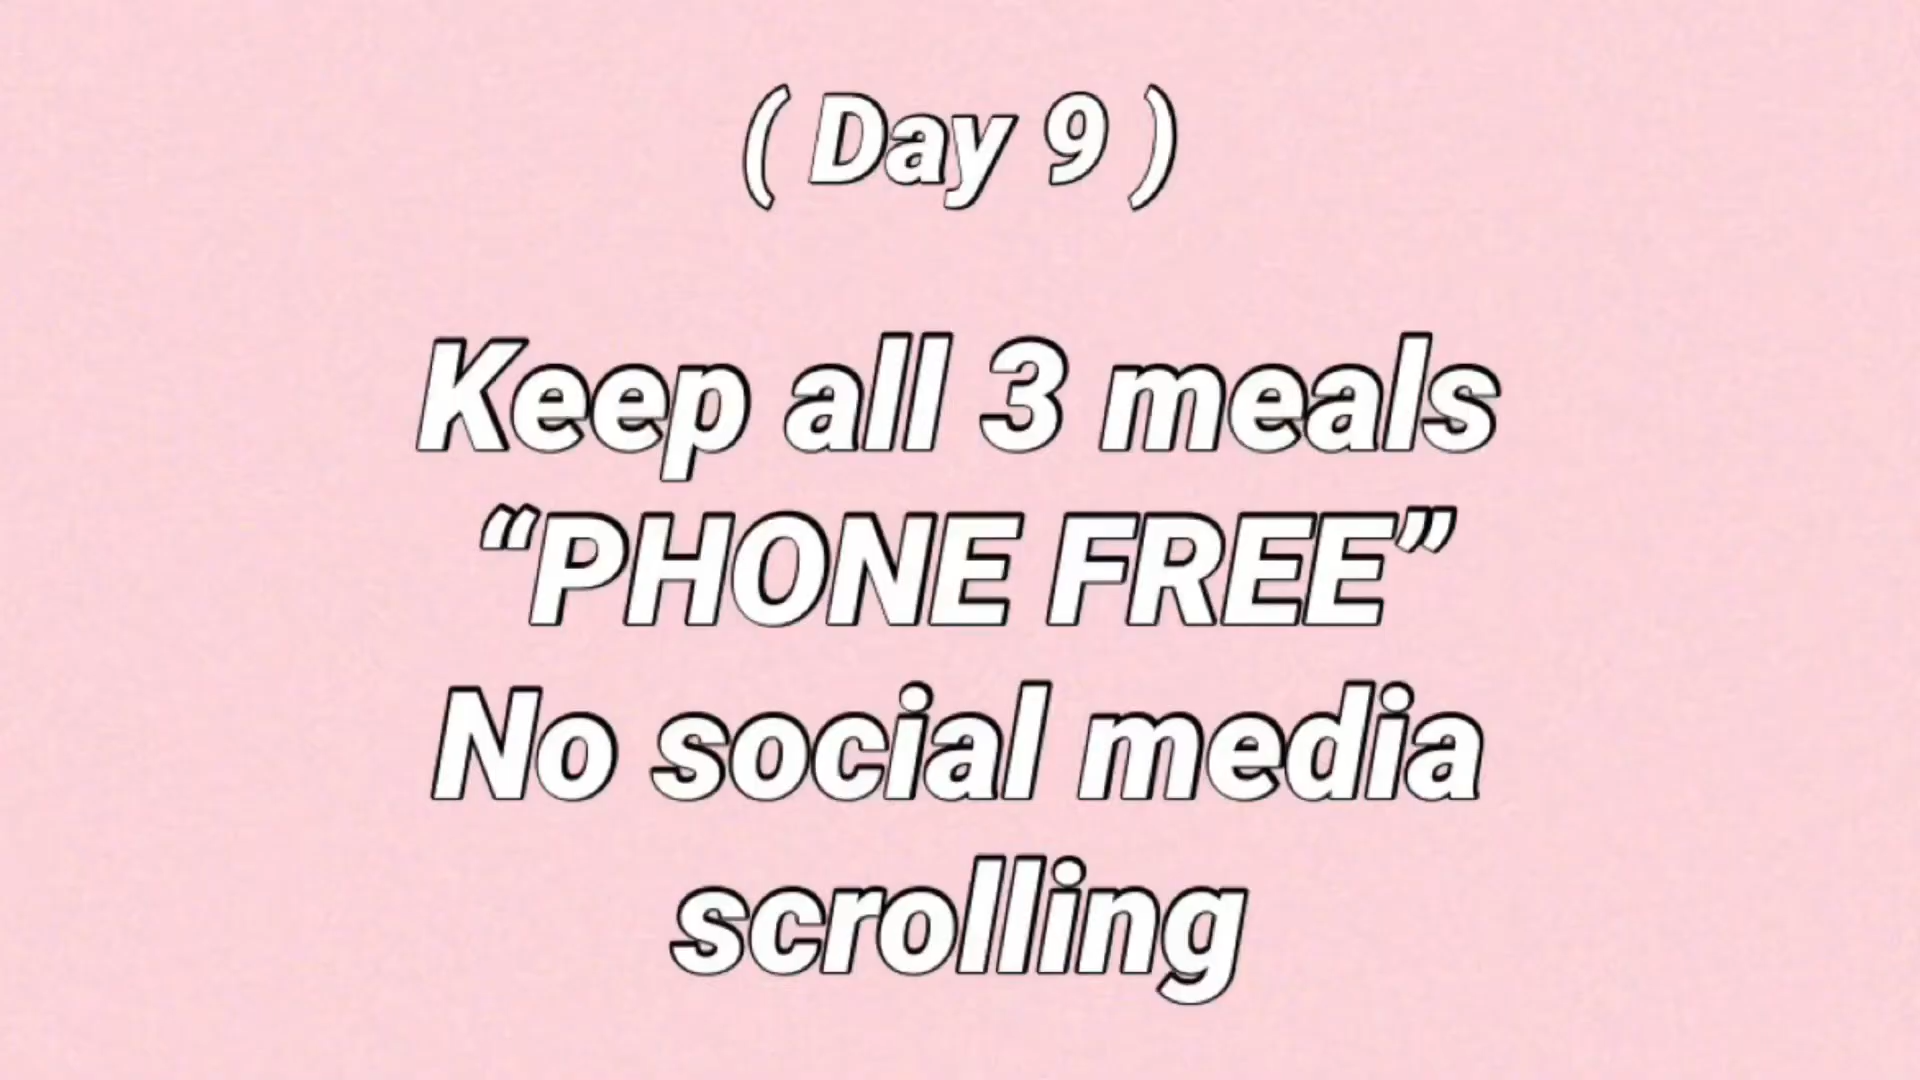 ( Day 9 )
Keep all 3 meals
“PHONE FREE”
No social media
scrolling